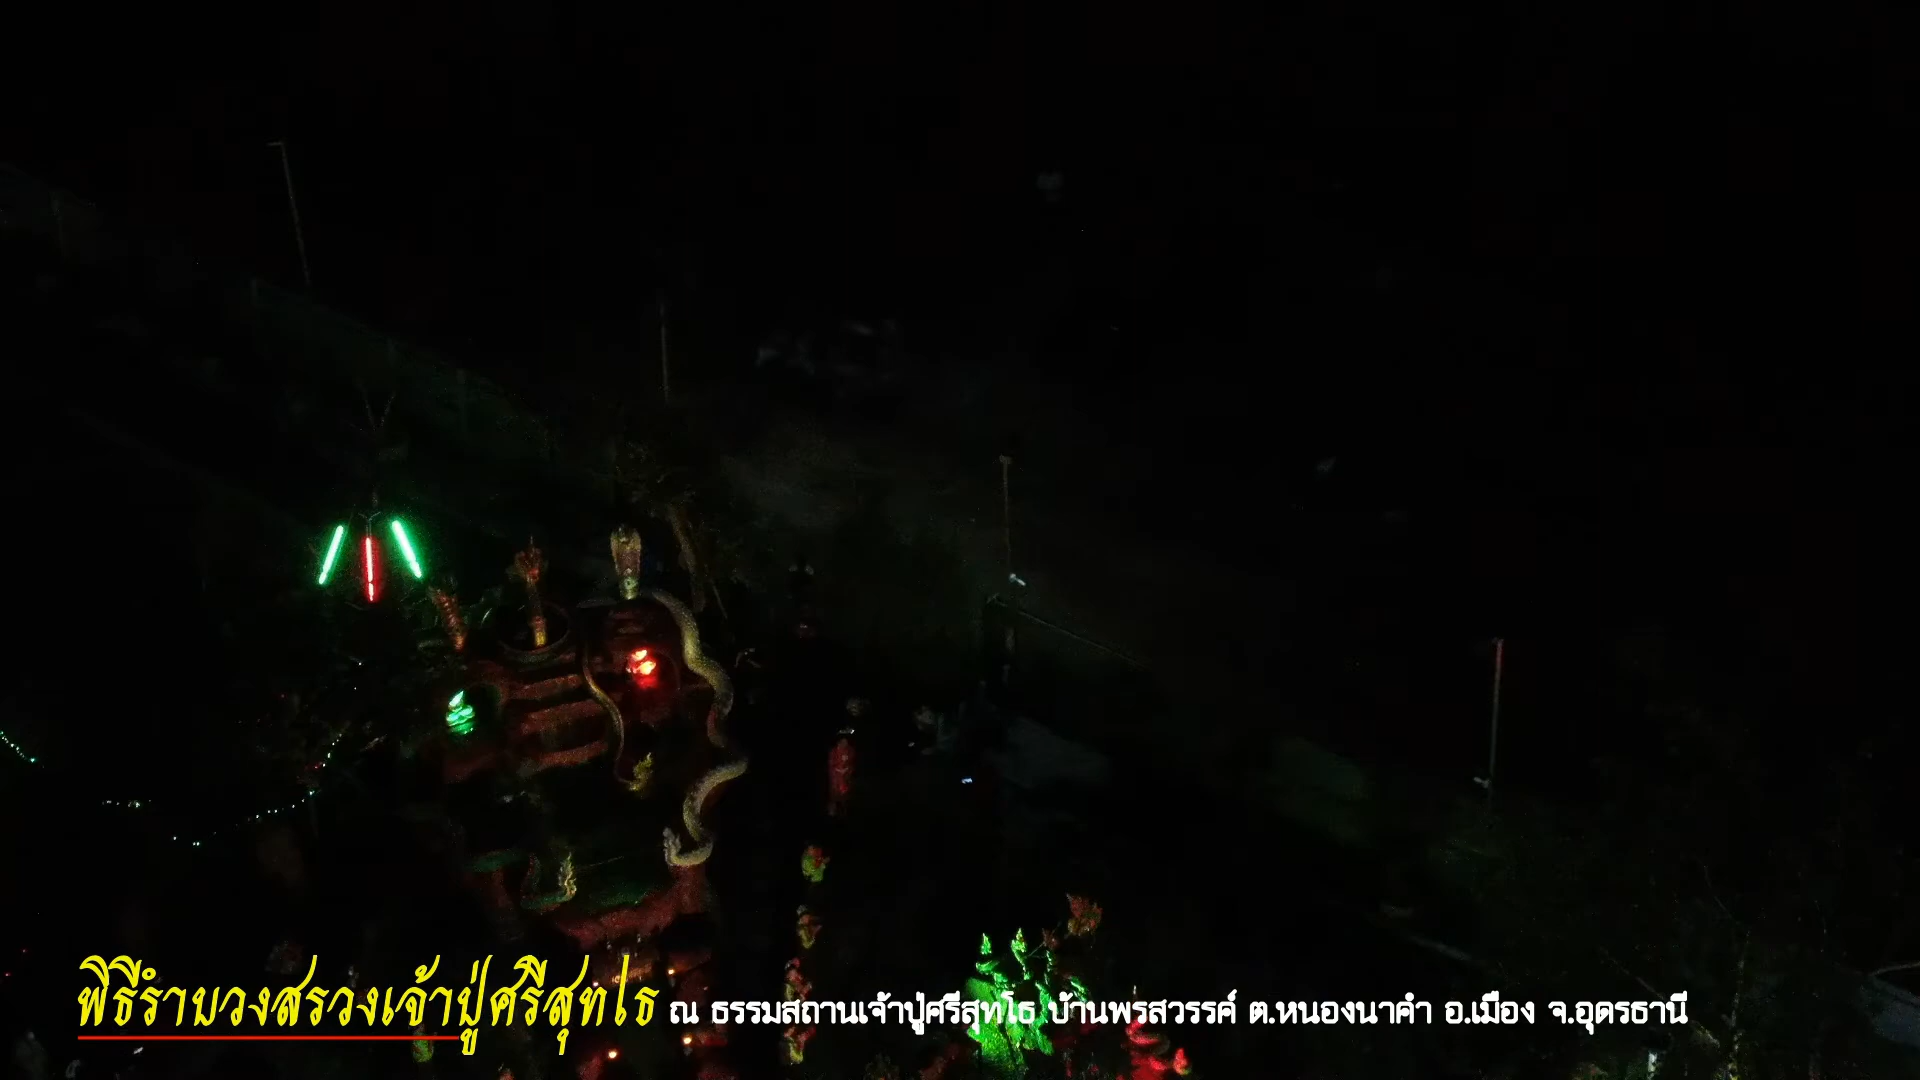 พิธีรำบวงสรวงเจ้าปู่ศรีสุทโธ ณ ธรรมสถานเจ้าปู่ศรีสุทโธ บ้านพรสวรรค์ ต.หนองนาคำ อ.เมือง จ.อุดรธานี